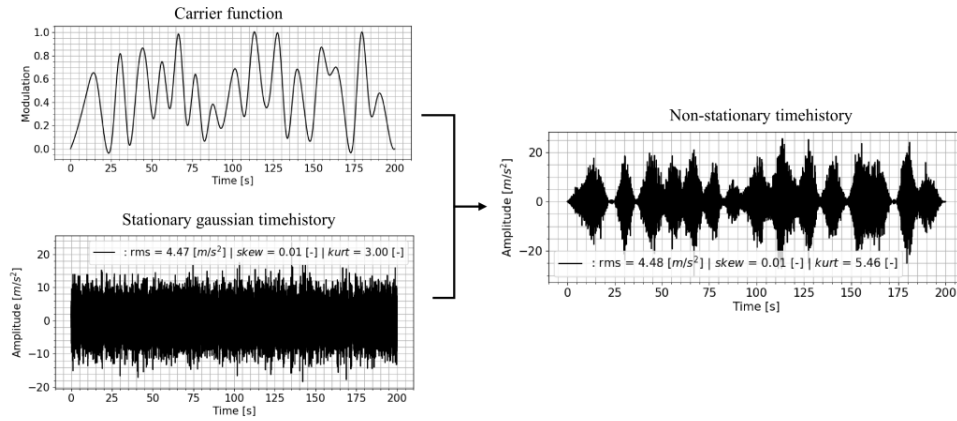 Carrier function
Modulation
1.0
0.8
0.6
0.4
0.2
0.0
0 25 50 75 100 125 150 175 200
Time [s]
Stationary gaussian timehistory
: rms = 4.47 [m/s²] | skew = 0.01 [-] | kurt = 3.00 [-]
Amplitude [m/s²]
20
10
0
−10
−20
0 25 50 75 100 125 150 175 200
Time [s]
Non-stationary timehistory
Amplitude [m/s²]
20
0
−20
: rms = 4.48 [m/s²] | skew = 0.01 [-] | kurt = 5.46 [-]
0 25 50 75 100 125 150 175 200
Time [s]